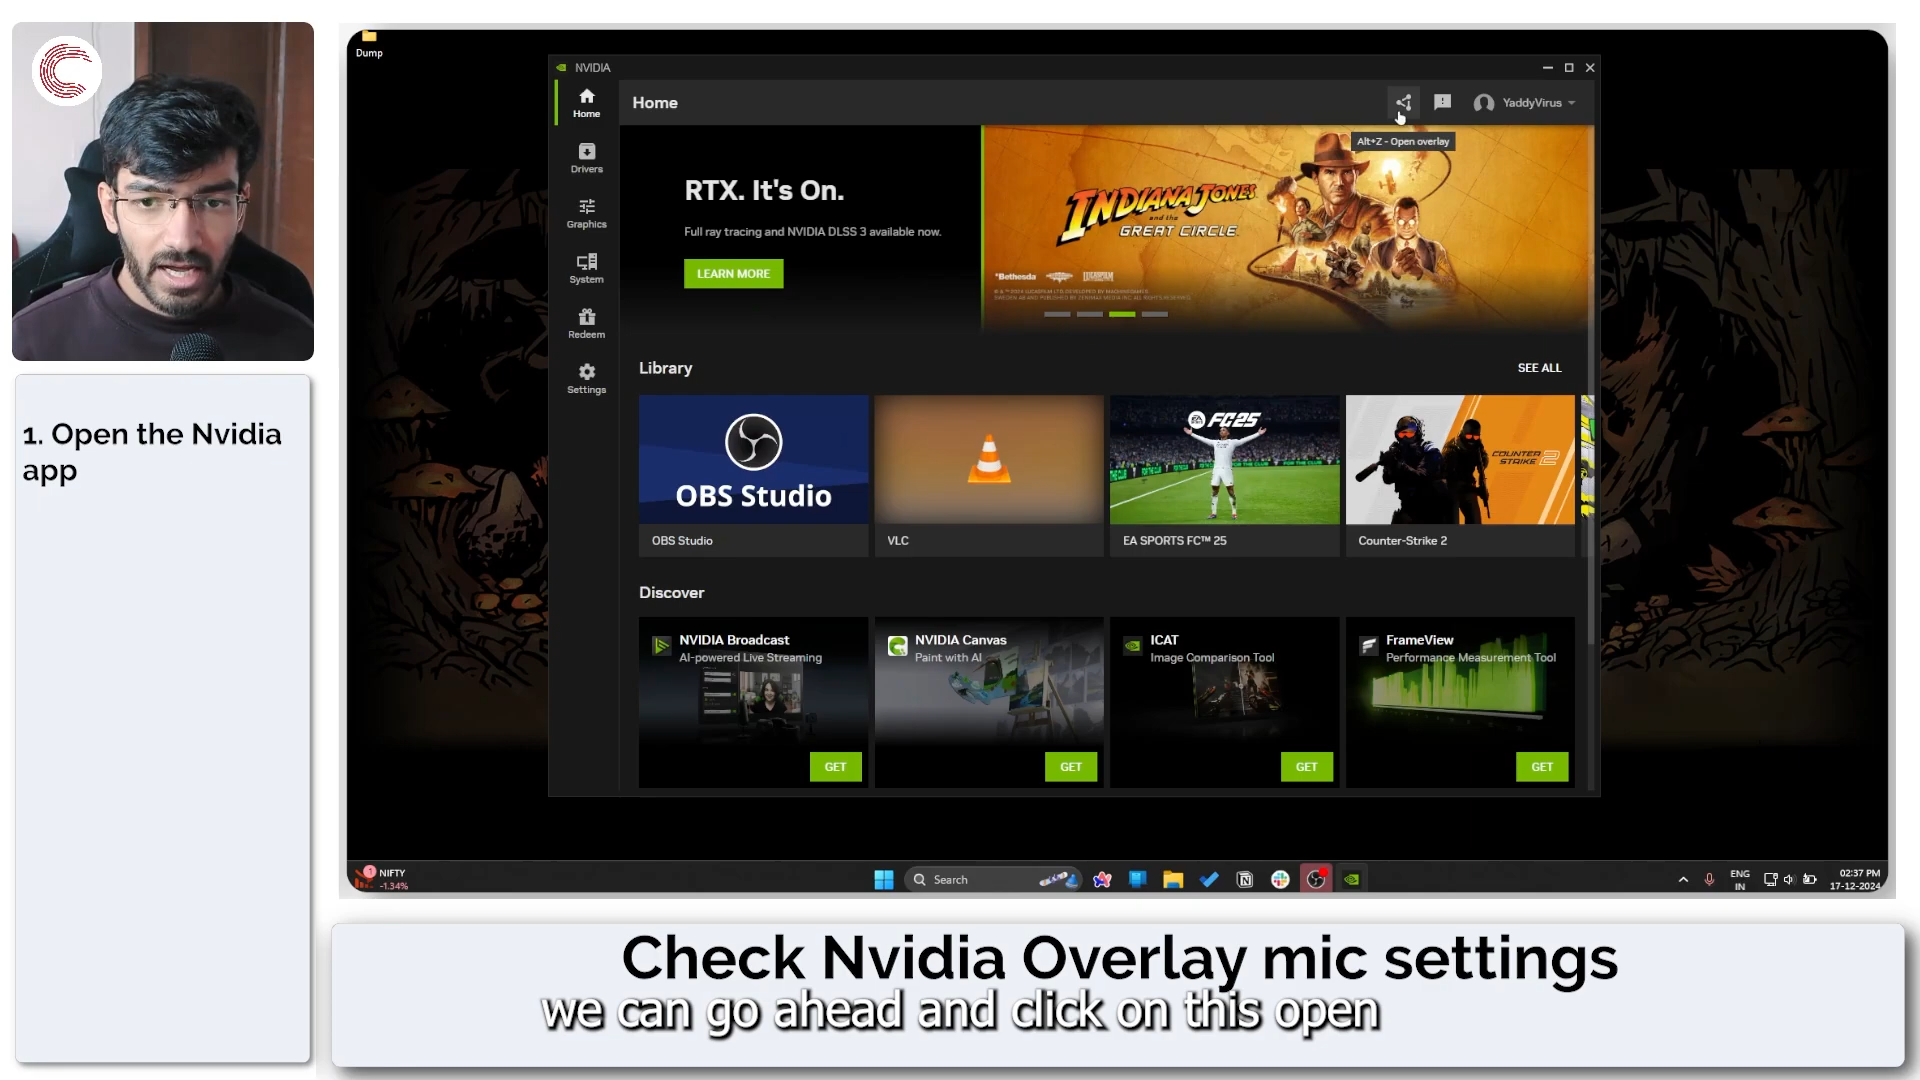 Dump
NVIDIA
Home
Home
YaddyVirus
Alt+Z - Open overlay
Drivers
Graphics
System
Redeem
Settings
RTX. It's On.
Full ray tracing and NVIDIA DLSS 3 available now.
LEARN MORE
INDIANA JONES
and the
GREAT CIRCLE
Bethesda
Library
SEE ALL
OBS Studio
FC25
COUNTER
STRIKE 2
OBS Studio
VLC
EA SPORTS FC™ 25
Counter-Strike 2
Discover
NVIDIA Broadcast
AI-powered Live Streaming
GET
NVIDIA Canvas
Paint with AI
GET
ICAT
Image Comparison Tool
GET
FrameView
Performance Measurement Tool
GET
1
NIFTY
-1.34%
Search
ENG
IN
02:37 PM
17-12-2024
1. Open the Nvidia
app
Check Nvidia Overlay mic settings
we can go ahead and click on this open